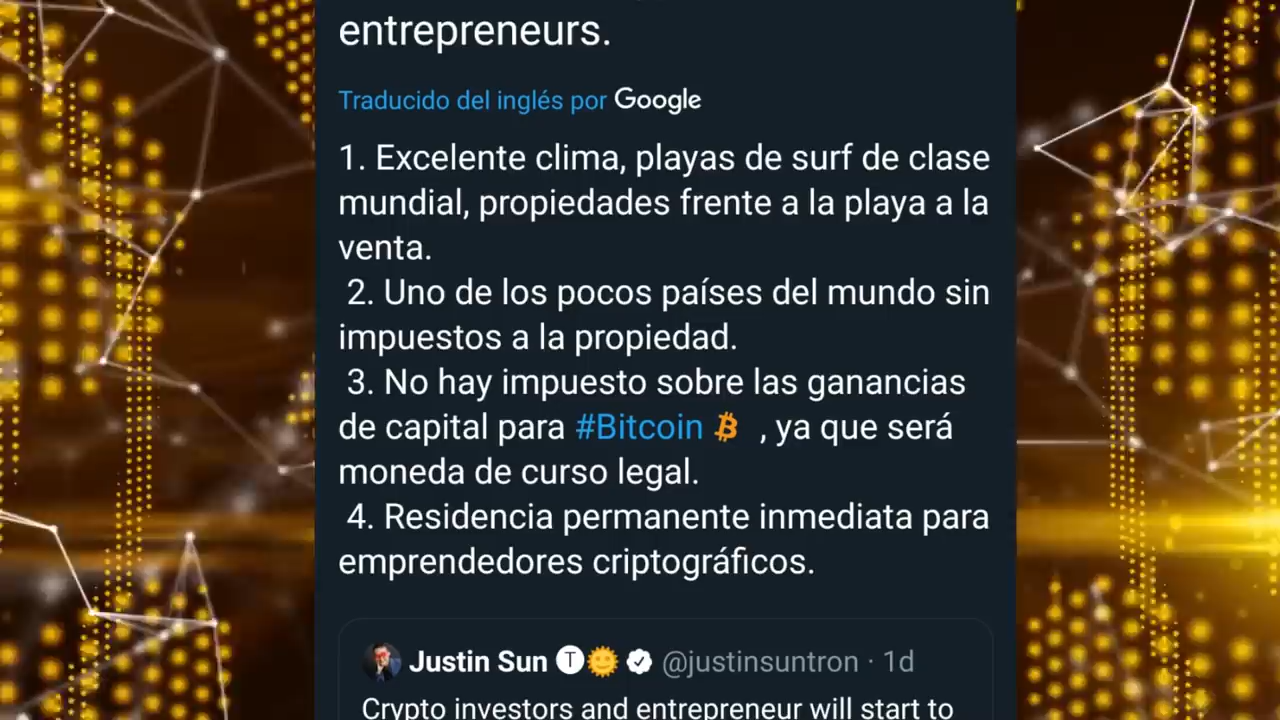 entrepreneurs.
Traducido del inglés por Google
1. Excelente clima, playas de surf de clase
mundial, propiedades frente a la playa a la
venta.
2. Uno de los pocos países del mundo sin
impuestos a la propiedad.
3. No hay impuesto sobre las ganancias
de capital para #Bitcoin ₿ , ya que será
moneda de curso legal.
4. Residencia permanente inmediata para
emprendedores criptográficos.
Justin Sun Ⓣ🌞 @justinsuntron · 1d
Crypto investors and entrepreneur will start to